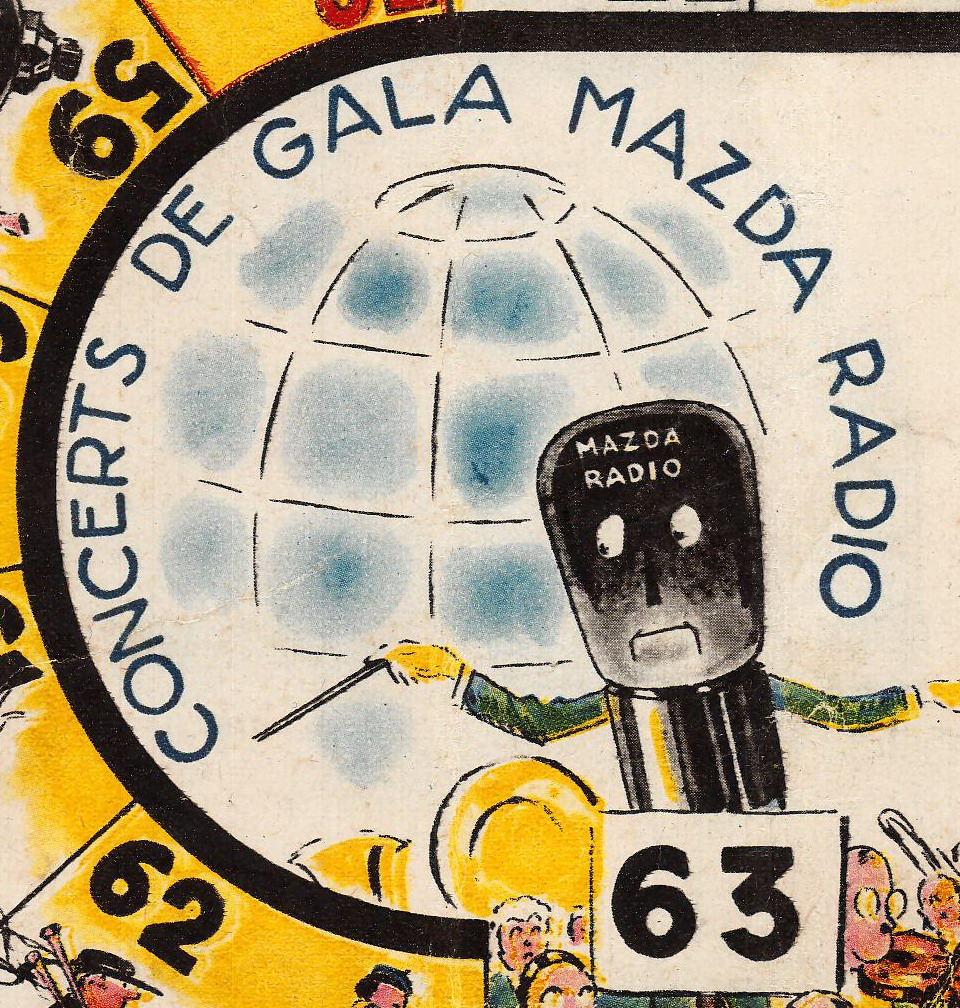 CONCERTS DE GALA MAZDA RADIO
MAZDA
RADIO
59
62
63